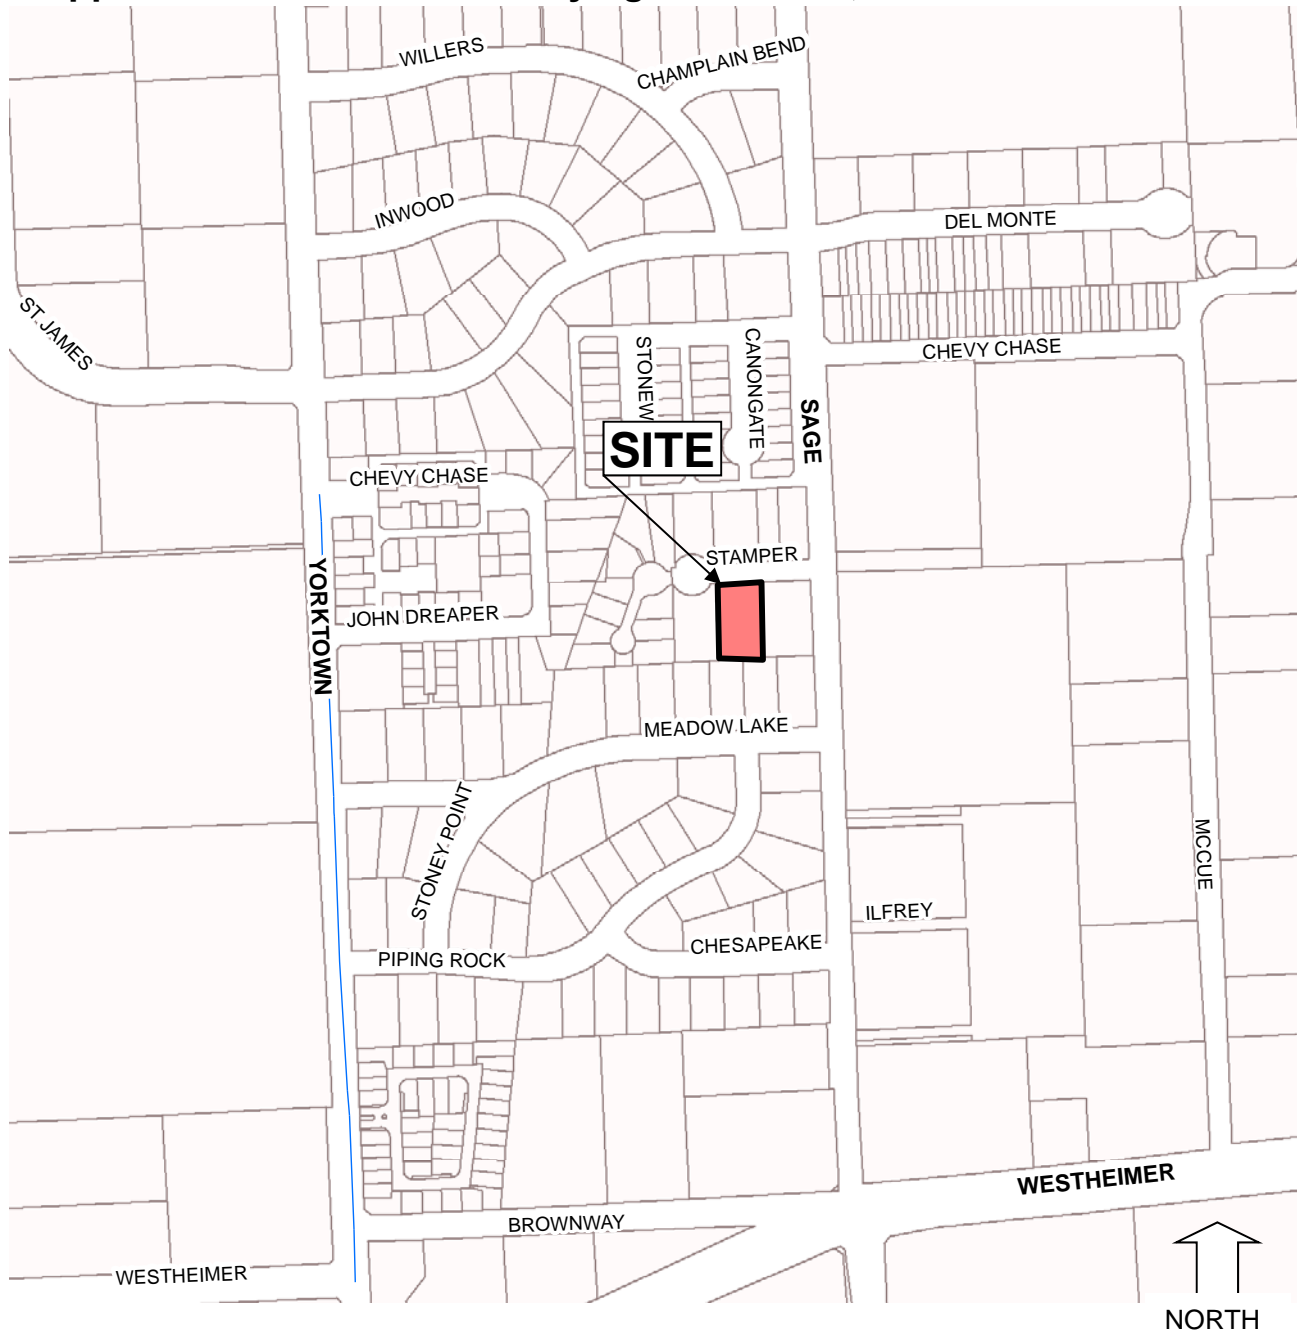 WILLERS
CHAMPLAIN BEND
INWOOD
DEL MONTE
ST JAMES
STONEW
CANONGATE
CHEVY CHASE
SAGE
SITE
CHEVY CHASE
STAMPER
YORKTOWN
JOHN DREAPER
MEADOW LAKE
STONEY POINT
MCCUE
ILFREY
CHESAPEAKE
PIPING ROCK
WESTHEIMER
BROWNWAY
WESTHEIMER
NORTH